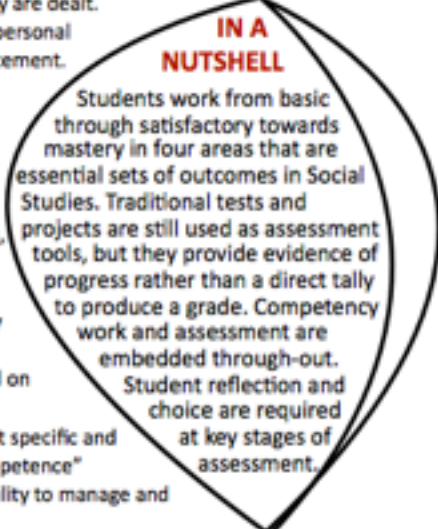 y are dealt.
personal
tement.
IN A
NUTSHELL
Students work from basic
through satisfactory towards
mastery in four areas that are
essential sets of outcomes in Social
Studies. Traditional tests and
projects are still used as assessment
tools, but they provide evidence of
progress rather than a direct tally
to produce a grade. Competency
work and assessment are
embedded through-out.
on
Student reflection and
choice are required
t specific and
at key stages of
petence”
assessment.
lity to manage and